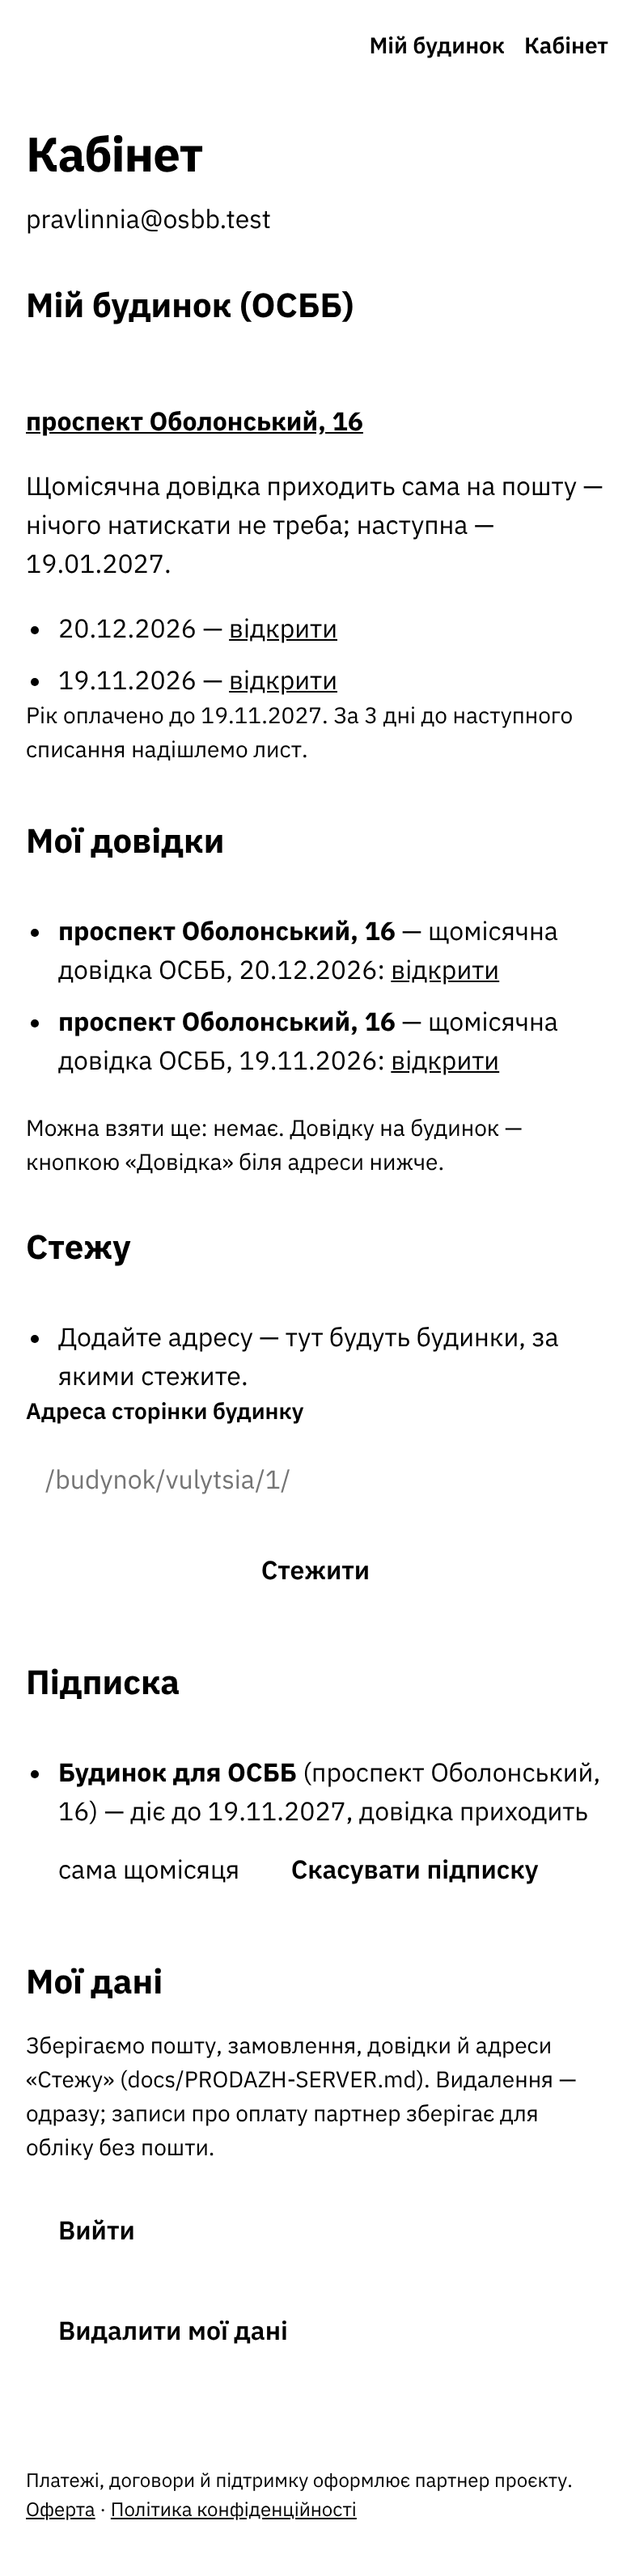 Мій будинок Кабінет
Кабінет
pravlinnia@osbb.test
Мій будинок (ОСББ)
проспект Оболонський, 16
Щомісячна довідка приходить сама на пошту —
нічого натискати не треба; наступна —
19.01.2027.
• 20.12.2026 — відкрити
• 19.11.2026 — відкрити
Рік оплачено до 19.11.2027. За 3 дні до наступного
списання надішлемо лист.
Мої довідки
• проспект Оболонський, 16 — щомісячна
довідка ОСББ, 20.12.2026: відкрити
• проспект Оболонський, 16 — щомісячна
довідка ОСББ, 19.11.2026: відкрити
Можна взяти ще: немає. Довідку на будинок —
кнопкою «Довідка» біля адреси нижче.
Стежу
• Додайте адресу — тут будуть будинки, за
якими стежите.
Адреса сторінки будинку
/budynok/vulytsia/1/
Стежити
Підписка
• Будинок для ОСББ (проспект Оболонський,
16) — діє до 19.11.2027, довідка приходить
сама щомісяця Скасувати підписку
Мої дані
Зберігаємо пошту, замовлення, довідки й адреси
«Стежу» (docs/PRODAZH-SERVER.md). Видалення —
одразу; записи про оплату партнер зберігає для
обліку без пошти.
Вийти
Видалити мої дані
Платежі, договори й підтримку оформлює партнер проєкту.
Оферта · Політика конфіденційності